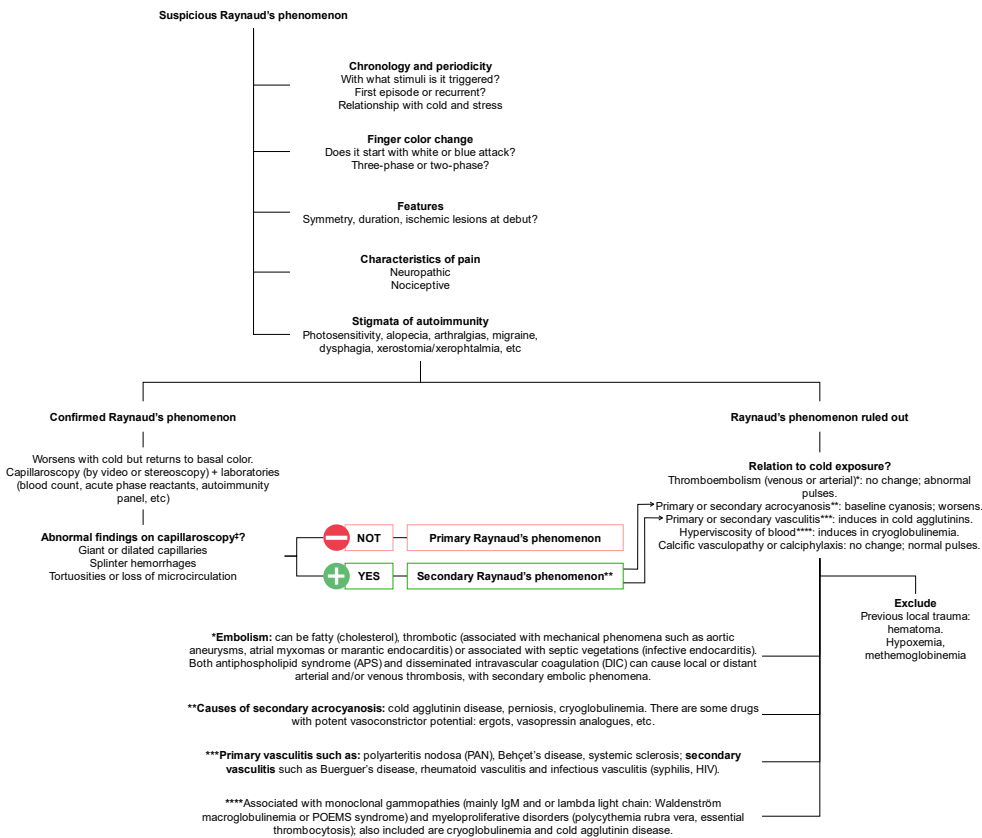 Suspicious Raynaud's phenomenon
Chronology and periodicity
With what stimuli is it triggered?
First episode or recurrent?
Relationship with cold and stress
Finger color change
Does it start with white or blue attack?
Three-phase or two-phase?
Features
Symmetry, duration, ischemic lesions at debut?
Characteristics of pain
Neuropathic
Nociceptive
Stigmata of autoimmunity
Photosensitivity, alopecia, arthralgias, migraine,
dysphagia, xerostomia/xerophtalmia, etc
Confirmed Raynaud's phenomenon
Worsens with cold but returns to basal color.
Capillaroscopy (by video or stereoscopy) + laboratories
(blood count, acute phase reactants, autoimmunity
panel, etc)
Abnormal findings on capillaroscopy‡?
Giant or dilated capillaries
Splinter hemorrhages
Tortuosities or loss of microcirculation
NOT
Primary Raynaud's phenomenon
YES
Secondary Raynaud's phenomenon**
Raynaud's phenomenon ruled out
Relation to cold exposure?
Thromboembolism (venous or arterial)*: no change; abnormal
pulses.
Primary or secondary acrocyanosis**: baseline cyanosis; worsens.
Primary or secondary vasculitis***: induces in cold agglutinins.
Hyperviscosity of blood****: induces in cryoglobulinemia.
Calcific vasculopathy or calciphylaxis: no change; normal pulses.
Exclude
Previous local trauma:
hematoma.
Hypoxemia,
methemoglobinemia
*Embolism: can be fatty (cholesterol), thrombotic (associated with mechanical phenomena such as aortic
aneurysms, atrial myxomas or marantic endocarditis) or associated with septic vegetations (infective endocarditis).
Both antiphospholipid syndrome (APS) and disseminated intravascular coagulation (DIC) can cause local or distant
arterial and/or venous thrombosis, with secondary embolic phenomena.
**Causes of secondary acrocyanosis: cold agglutinin disease, perniosis, cryoglobulinemia. There are some drugs
with potent vasoconstrictor potential: ergots, vasopressin analogues, etc.
***Primary vasculitis such as: polyarteritis nodosa (PAN), Behçet's disease, systemic sclerosis; secondary
vasculitis such as Buerguer's disease, rheumatoid vasculitis and infectious vasculitis (syphilis, HIV).
****Associated with monoclonal gammopathies (mainly IgM and or lambda light chain: Waldenström
macroglobulinemia or POEMS syndrome) and myeloproliferative disorders (polycythemia rubra vera, essential
thrombocytosis); also included are cryoglobulinemia and cold agglutinin disease.